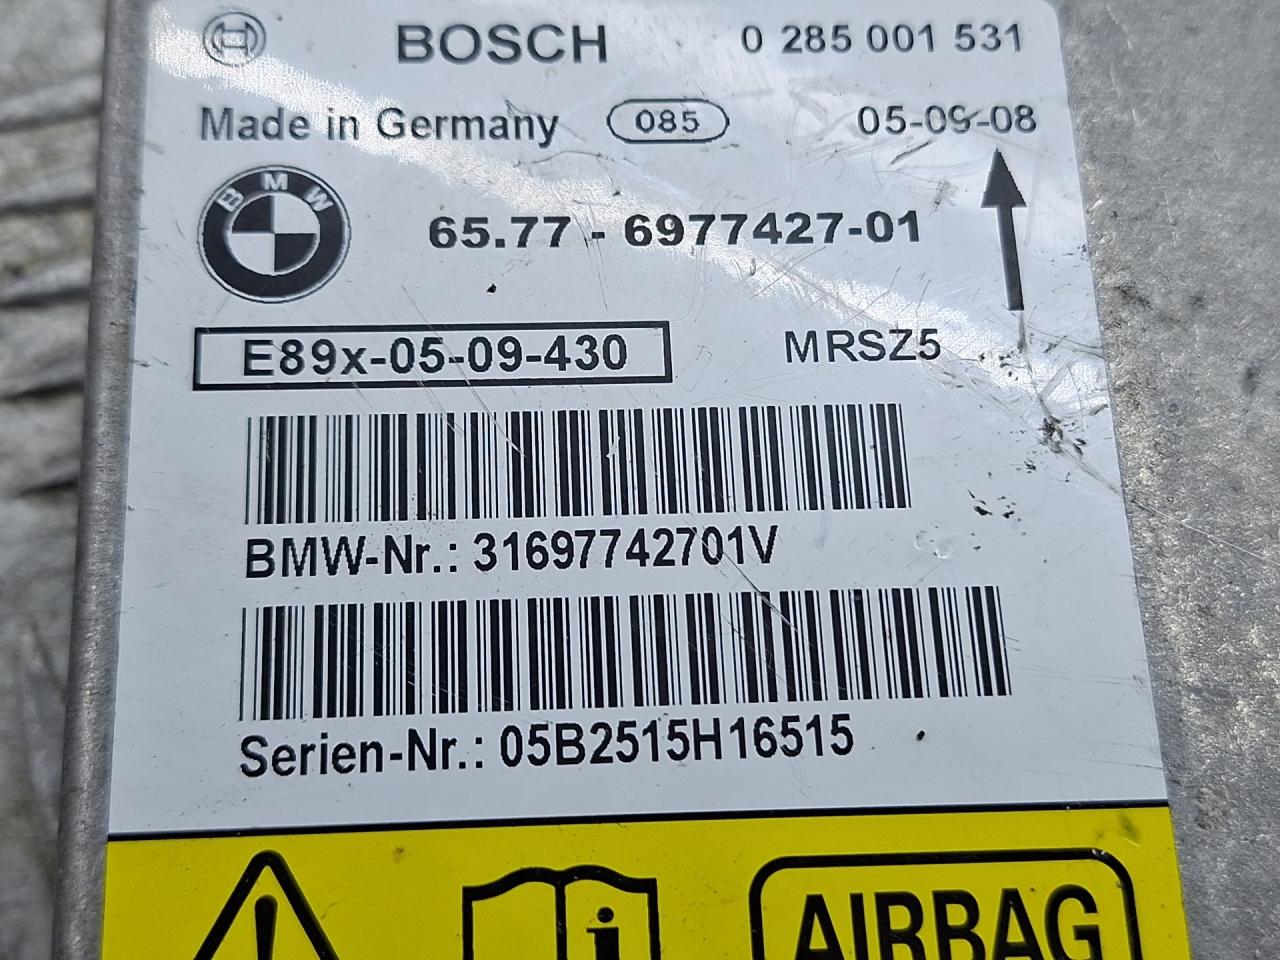 BOSCH 0 285 001 531
Made in Germany 085 05-09-08
BMW
65.77 - 6977427-01
E89x-05-09-430 MRSZ5
BMW-Nr.: 31697742701V
Serien-Nr.: 05B2515H16515
! i AIRBAG